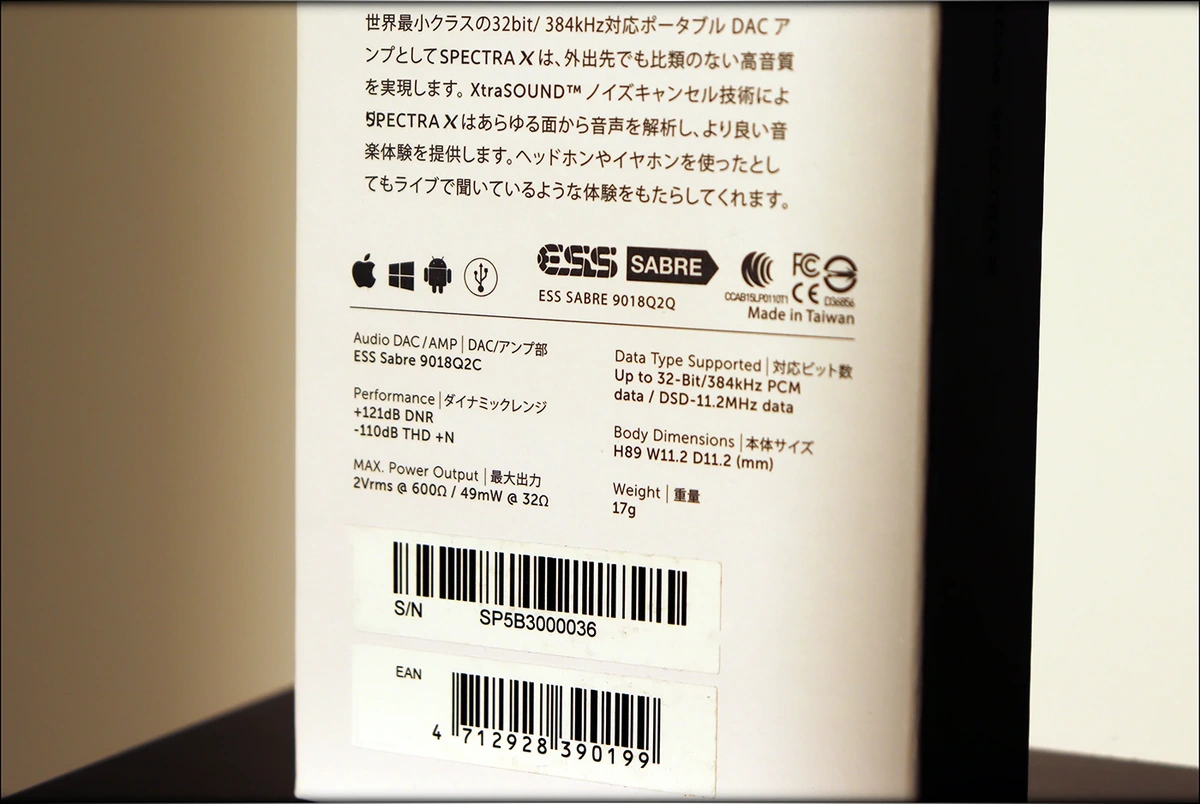 世界最小クラスの32bit/ 384kHz対応ポータブル DAC ア
ンプとしてSPECTRA X は、外出先でも比類のない高音質
を実現します。XtraSOUND™ ノイズキャンセル技術によ
りSPECTRA X はあらゆる面から音声を解析し、より良い音
楽体験を提供します。ヘッドホンやイヤホンを使ったとし
てもライブで聞いているような体験をもたらしてくれます。
ESS SABRE
ESS SABRE 9018Q2Q
FC
CE
CCAB15LP0110T1
D36856
Made in Taiwan
Audio DAC / AMP | DAC/アンプ部
ESS Sabre 9018Q2C
Performance | ダイナミックレンジ
+121dB DNR
-110dB THD +N
MAX. Power Output | 最大出力
2Vrms @ 600Ω / 49mW @ 32Ω
Data Type Supported | 対応ビット数
Up to 32-Bit/384kHz PCM
data / DSD-11.2MHz data
Body Dimensions | 本体サイズ
H89 W11.2 D11.2 (mm)
Weight | 重量
17g
S/N SP5B3000036
EAN
4 712928 390199